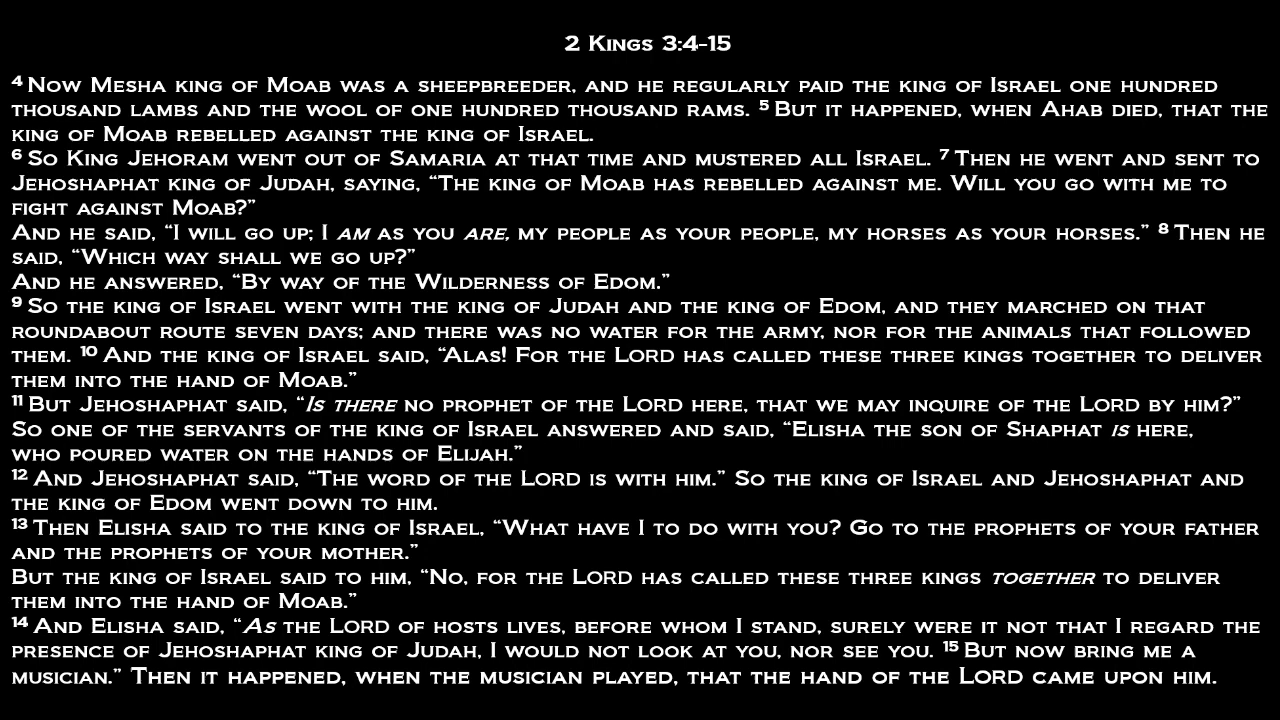 2 Kings 3:4-15
4 Now Mesha king of Moab was a sheepbreeder, and he regularly paid the king of Israel one hundred
thousand lambs and the wool of one hundred thousand rams. 5 But it happened, when Ahab died, that the
king of Moab rebelled against the king of Israel.
6 So King Jehoram went out of Samaria at that time and mustered all Israel. 7 Then he went and sent to
Jehoshaphat king of Judah, saying, “The king of Moab has rebelled against me. Will you go with me to
fight against Moab?”
And he said, “I will go up; I am as you are, my people as your people, my horses as your horses.” 8 Then he
said, “Which way shall we go up?”
And he answered, “By way of the Wilderness of Edom.”
9 So the king of Israel went with the king of Judah and the king of Edom, and they marched on that
roundabout route seven days; and there was no water for the army, nor for the animals that followed
them. 10 And the king of Israel said, “Alas! For the LORD has called these three kings together to deliver
them into the hand of Moab.”
11 But Jehoshaphat said, “Is there no prophet of the LORD here, that we may inquire of the LORD by him?”
So one of the servants of the king of Israel answered and said, “Elisha the son of Shaphat is here,
who poured water on the hands of Elijah.”
12 And Jehoshaphat said, “The word of the LORD is with him.” So the king of Israel and Jehoshaphat and
the king of Edom went down to him.
13 Then Elisha said to the king of Israel, “What have I to do with you? Go to the prophets of your father
and the prophets of your mother.”
But the king of Israel said to him, “No, for the LORD has called these three kings together to deliver
them into the hand of Moab.”
14 And Elisha said, “As the LORD of hosts lives, before whom I stand, surely were it not that I regard the
presence of Jehoshaphat king of Judah, I would not look at you, nor see you. 15 But now bring me a
musician.” Then it happened, when the musician played, that the hand of the LORD came upon him.